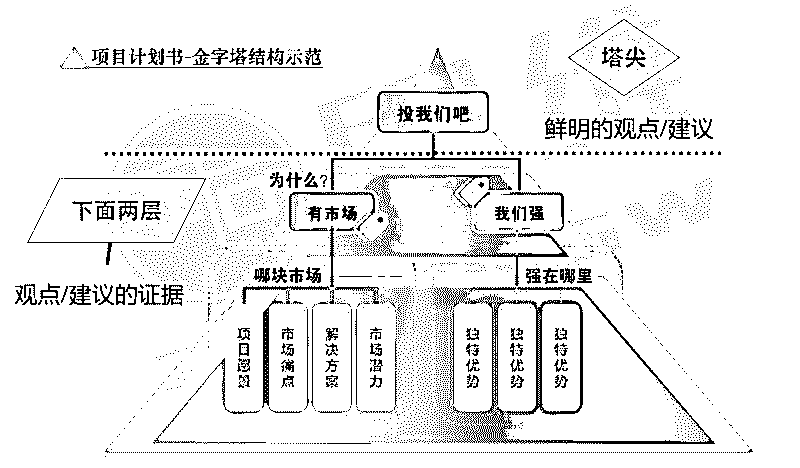 项目计划书-金字塔结构示范
塔尖
投我们吧
鲜明的观点/建议
为什么?
下面两层
有市场
我们强
哪块市场
强在哪里
观点/建议的证据
项目愿景
市场痛点
解决方案
市场潜力
独特优势
独特优势
独特优势